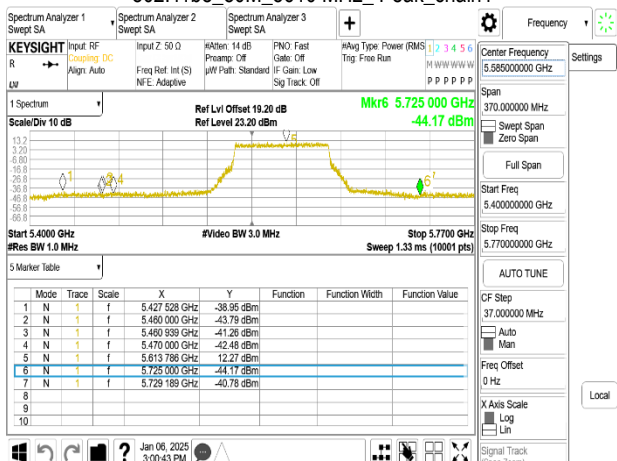 Spectrum Analyzer 1
Swept SA
Spectrum Analyzer 2
Swept SA
Spectrum Analyzer 3
Swept SA
+
Frequency
KEYSIGHT
R
LW
Input: RF
Coupling: DC
Align: Auto
Input Z: 50 Ω
Freq Ref: Int (S)
NFE: Adaptive
#Atten: 14 dB
Preamp: Off
µW Path: Standard
PNO: Fast
Gate: Off
IF Gain: Low
Sig Track: Off
#Avg Type: Power (RMS
Trig: Free Run
1 2 3 4 5 6
M W W W W W
P P P P P P
Center Frequency
5.585000000 GHz
Settings
Span
370.000000 MHz
Swept Span
Zero Span
Full Span
Start Freq
5.400000000 GHz
Stop Freq
5.770000000 GHz
AUTO TUNE
CF Step
37.000000 MHz
Auto
Man
Freq Offset
0 Hz
X Axis Scale
Log
Lin
Local
Signal Track
1 Spectrum
Scale/Div 10 dB
Ref Lvl Offset 19.20 dB
Ref Level 23.20 dBm
Mkr6 5.725 000 GHz
-44.17 dBm
13.2
3.20
-6.80
-16.8
-26.8
-36.8
-46.8
-56.8
-66.8
Start 5.4000 GHz
#Res BW 1.0 MHz
#Video BW 3.0 MHz
Stop 5.7700 GHz
Sweep 1.33 ms (10001 pts)
5 Marker Table
Mode Trace Scale X Y Function Function Width Function Value
1 N 1 f 5.427 528 GHz -38.95 dBm
2 N 1 f 5.460 000 GHz -43.79 dBm
3 N 1 f 5.460 939 GHz -41.26 dBm
4 N 1 f 5.470 000 GHz -42.48 dBm
5 N 1 f 5.613 786 GHz 12.27 dBm
6 N 1 f 5.725 000 GHz -44.17 dBm
7 N 1 f 5.729 189 GHz -40.78 dBm
8
9
10
?
Jan 06, 2025
3:00:43 PM